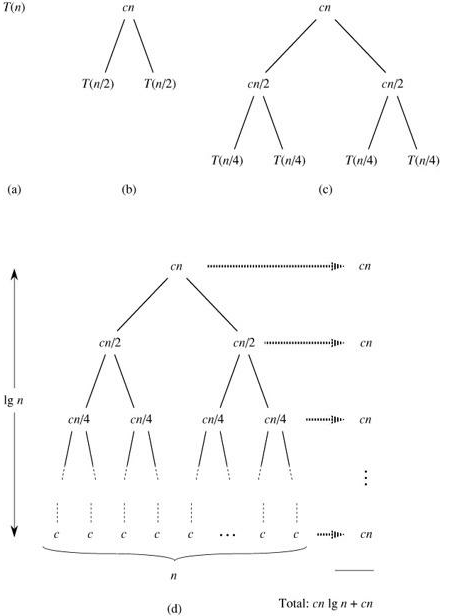 T(n) cn cn
T(n/2) T(n/2) cn/2 cn/2
T(n/4) T(n/4) T(n/4) T(n/4)
(a) (b) (c)
cn cn
cn/2 cn/2 cn
lg n
cn/4 cn/4 cn/4 cn/4 cn
c c c c c ... c c cn
n
Total: cn lg n + cn
(d)